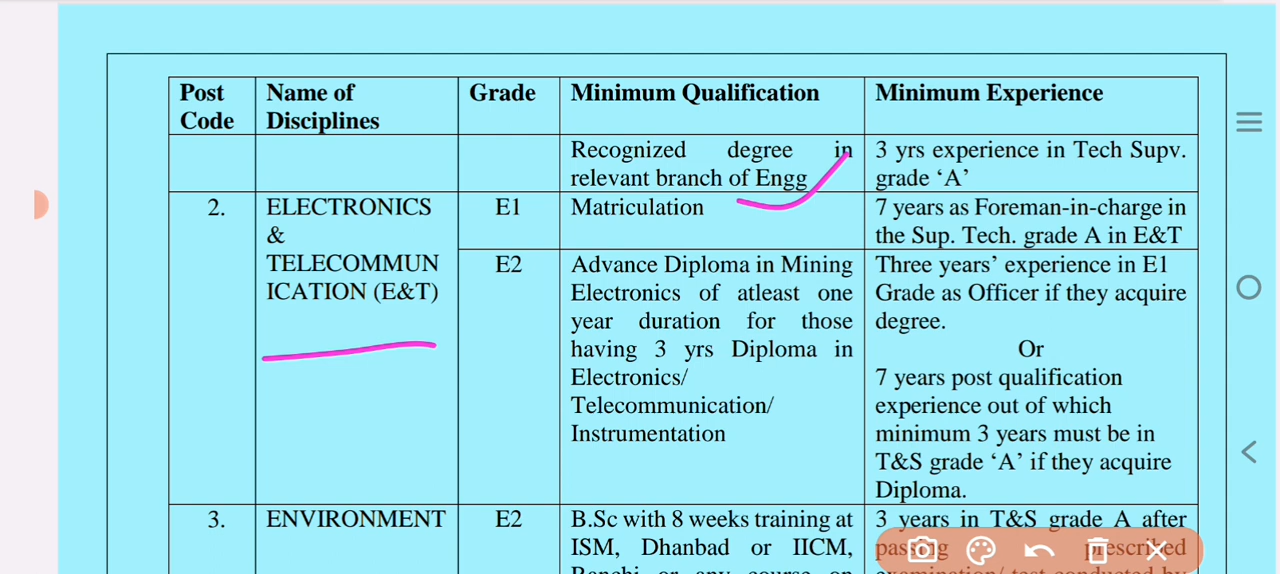 Post Code
Name of Disciplines
Grade
Minimum Qualification
Minimum Experience
Recognized degree in
relevant branch of Engg
3 yrs experience in Tech Supv.
grade ‘A’
2.
ELECTRONICS
&
TELECOMMUN
ICATION (E&T)
E1
Matriculation
7 years as Foreman-in-charge in
the Sup. Tech. grade A in E&T
E2
Advance Diploma in Mining
Electronics of atleast one
year duration for those
having 3 yrs Diploma in
Electronics/
Telecommunication/
Instrumentation
Three years’ experience in E1
Grade as Officer if they acquire
degree.
Or
7 years post qualification
experience out of which
minimum 3 years must be in
T&S grade ‘A’ if they acquire
Diploma.
3.
ENVIRONMENT
E2
B.Sc with 8 weeks training at
ISM, Dhanbad or IICM,
3 years in T&S grade A after
passing prescribed